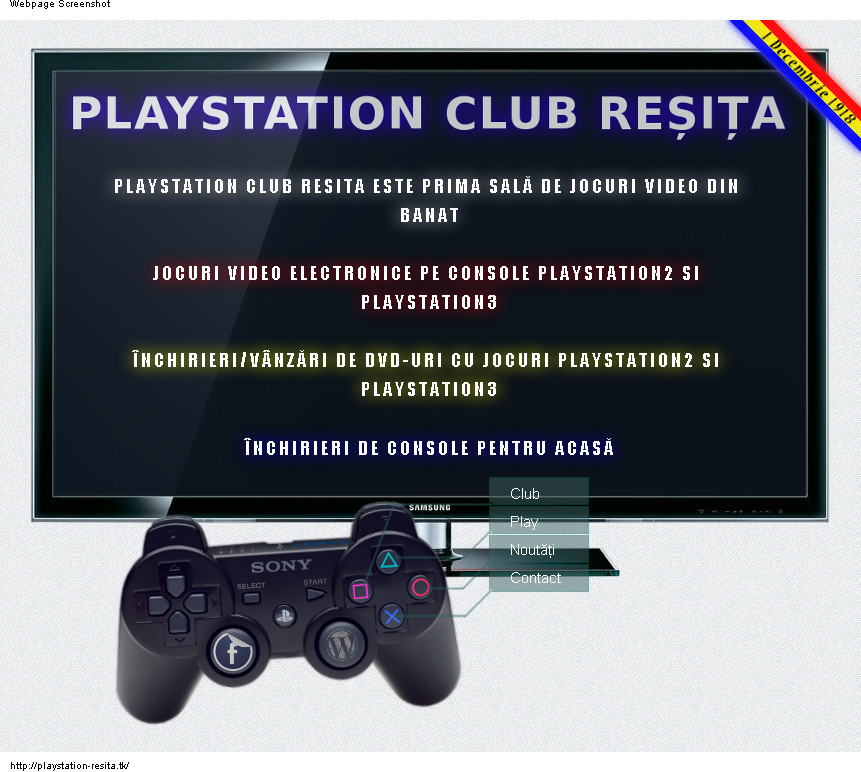 Webpage Screenshot
1 Decembrie 1918
PLAYSTATION CLUB REȘIȚA
PLAYSTATION CLUB RESITA ESTE PRIMA SALĂ DE JOCURI VIDEO DIN
BANAT
JOCURI VIDEO ELECTRONICE PE CONSOLE PLAYSTATION2 SI
PLAYSTATION3
ÎNCHIRIERI/VÂNZĂRI DE DVD-URI CU JOCURI PLAYSTATION2 SI
PLAYSTATION3
ÎNCHIRIERI DE CONSOLE PENTRU ACASĂ
SAMSUNG
Club
Play
Noutăți
Contact
SONY
SELECT
START
http://playstation-resita.tk/